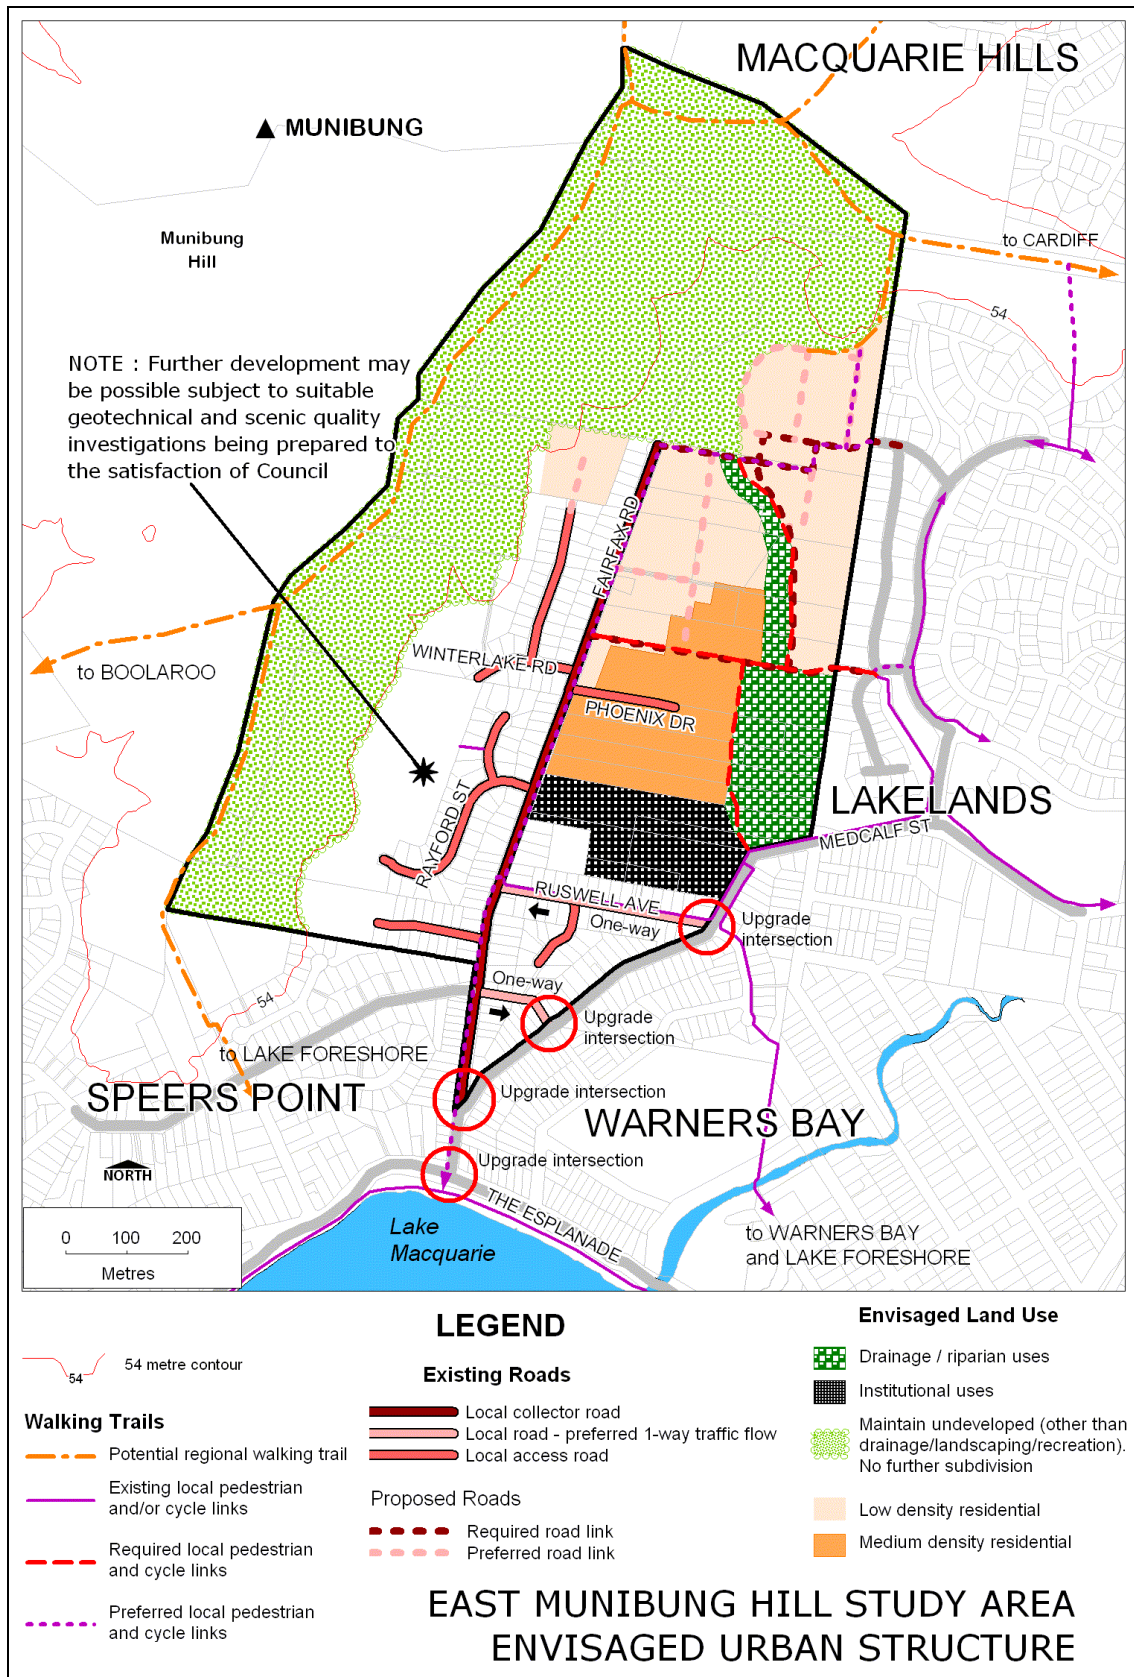 MACQUARIE HILLS
MUNIBUNG
Munibung
Hill
to CARDIFF
54
NOTE : Further development may
be possible subject to suitable
geotechnical and scenic quality
investigations being prepared to
the satisfaction of Council
FAIRFAX RD
WINTERLAKE RD
to BOOLAROO
PHOENIX DR
RAYFORD ST
LAKELANDS
MEDCALF ST
RUSWELL AVE
One-way
Upgrade
intersection
One-way
54
Upgrade
intersection
to LAKE FORESHORE
SPEERS POINT
Upgrade intersection
WARNERS BAY
Upgrade intersection
NORTH
THE ESPLANADE
Lake
Macquarie
to WARNERS BAY
and LAKE FORESHORE
0 100 200
Metres
LEGEND
54 metre contour
54
Walking Trails
Potential regional walking trail
Existing local pedestrian
and/or cycle links
Required local pedestrian
and cycle links
Preferred local pedestrian
and cycle links
Existing Roads
Local collector road
Local road - preferred 1-way traffic flow
Local access road
Proposed Roads
Required road link
Preferred road link
Envisaged Land Use
Drainage / riparian uses
Institutional uses
Maintain undeveloped (other than
drainage/landscaping/recreation).
No further subdivision
Low density residential
Medium density residential
EAST MUNIBUNG HILL STUDY AREA
ENVISAGED URBAN STRUCTURE